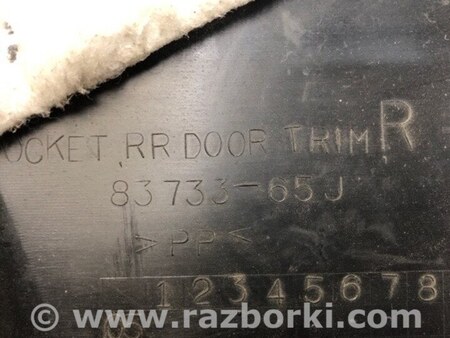 OCKET, RR DOOR TRIM, R
83733-65J
>PP<
12345678
© www.razborki.com